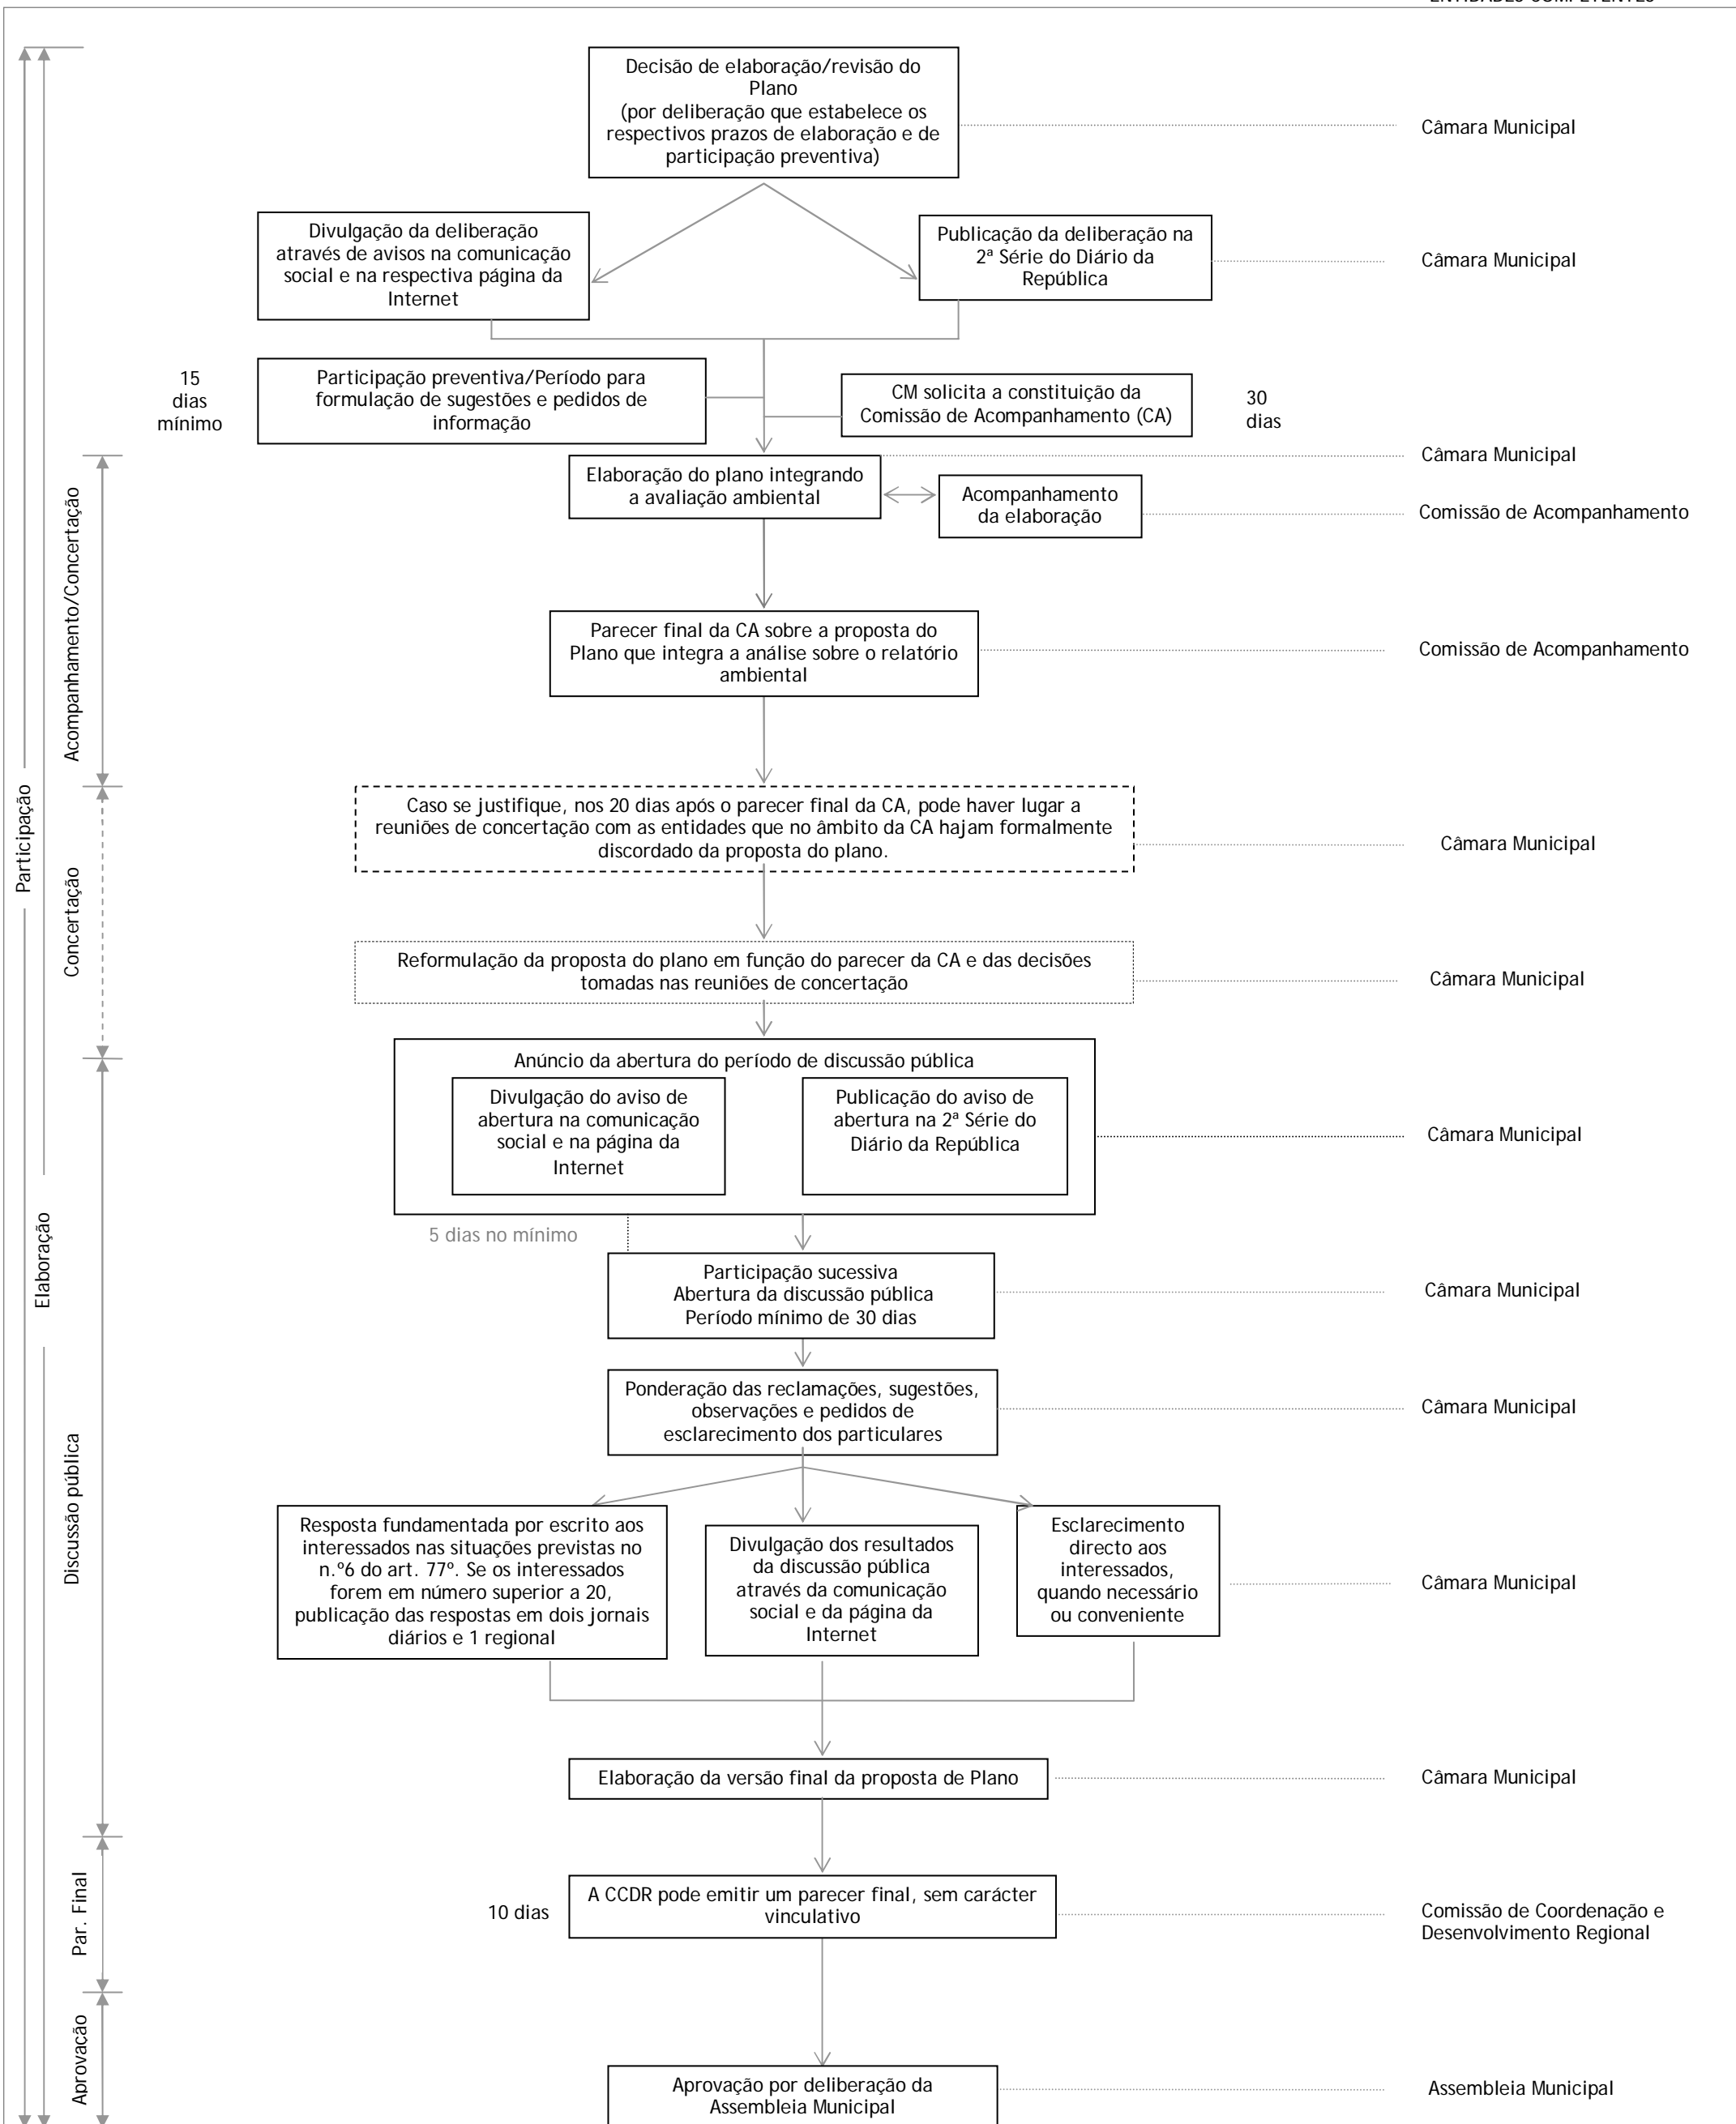 ENTIDADES COMPETENTES
Decisão de elaboração/revisão do
Plano
(por deliberação que estabelece os
respectivos prazos de elaboração e de
participação preventiva)
Câmara Municipal
Divulgação da deliberação
através de avisos na comunicação
social e na respectiva página da
Internet
Publicação da deliberação na
2ª Série do Diário da
República
Câmara Municipal
15
dias
mínimo
Participação preventiva/Período para
formulação de sugestões e pedidos de
informação
CM solicita a constituição da
Comissão de Acompanhamento (CA)
30
dias
Elaboração do plano integrando
a avaliação ambiental
Câmara Municipal
Acompanhamento
da elaboração
Comissão de Acompanhamento
Acompanhamento/Concertação
Parecer final da CA sobre a proposta do
Plano que integra a análise sobre o relatório
ambiental
Comissão de Acompanhamento
Participação
Caso se justifique, nos 20 dias após o parecer final da CA, pode haver lugar a
reuniões de concertação com as entidades que no âmbito da CA hajam formalmente
discordado da proposta do plano.
Câmara Municipal
Concertação
Reformulação da proposta do plano em função do parecer da CA e das decisões
tomadas nas reuniões de concertação
Câmara Municipal
Anúncio da abertura do período de discussão pública
Divulgação do aviso de
abertura na comunicação
social e na página da
Internet
Publicação do aviso de
abertura na 2ª Série do
Diário da República
Câmara Municipal
5 dias no mínimo
Elaboração
Participação sucessiva
Abertura da discussão pública
Período mínimo de 30 dias
Câmara Municipal
Ponderação das reclamações, sugestões,
observações e pedidos de
esclarecimento dos particulares
Câmara Municipal
Discussão pública
Resposta fundamentada por escrito aos
interessados nas situações previstas no
n.º6 do art. 77º. Se os interessados
forem em número superior a 20,
publicação das respostas em dois jornais
diários e 1 regional
Divulgação dos resultados
da discussão pública
através da comunicação
social e da página da
Internet
Esclarecimento
directo aos
interessados,
quando necessário
ou conveniente
Câmara Municipal
Elaboração da versão final da proposta de Plano
Câmara Municipal
Par. Final
10 dias
A CCDR pode emitir um parecer final, sem carácter
vinculativo
Comissão de Coordenação e
Desenvolvimento Regional
Aprovação
Aprovação por deliberação da
Assembleia Municipal
Assembleia Municipal